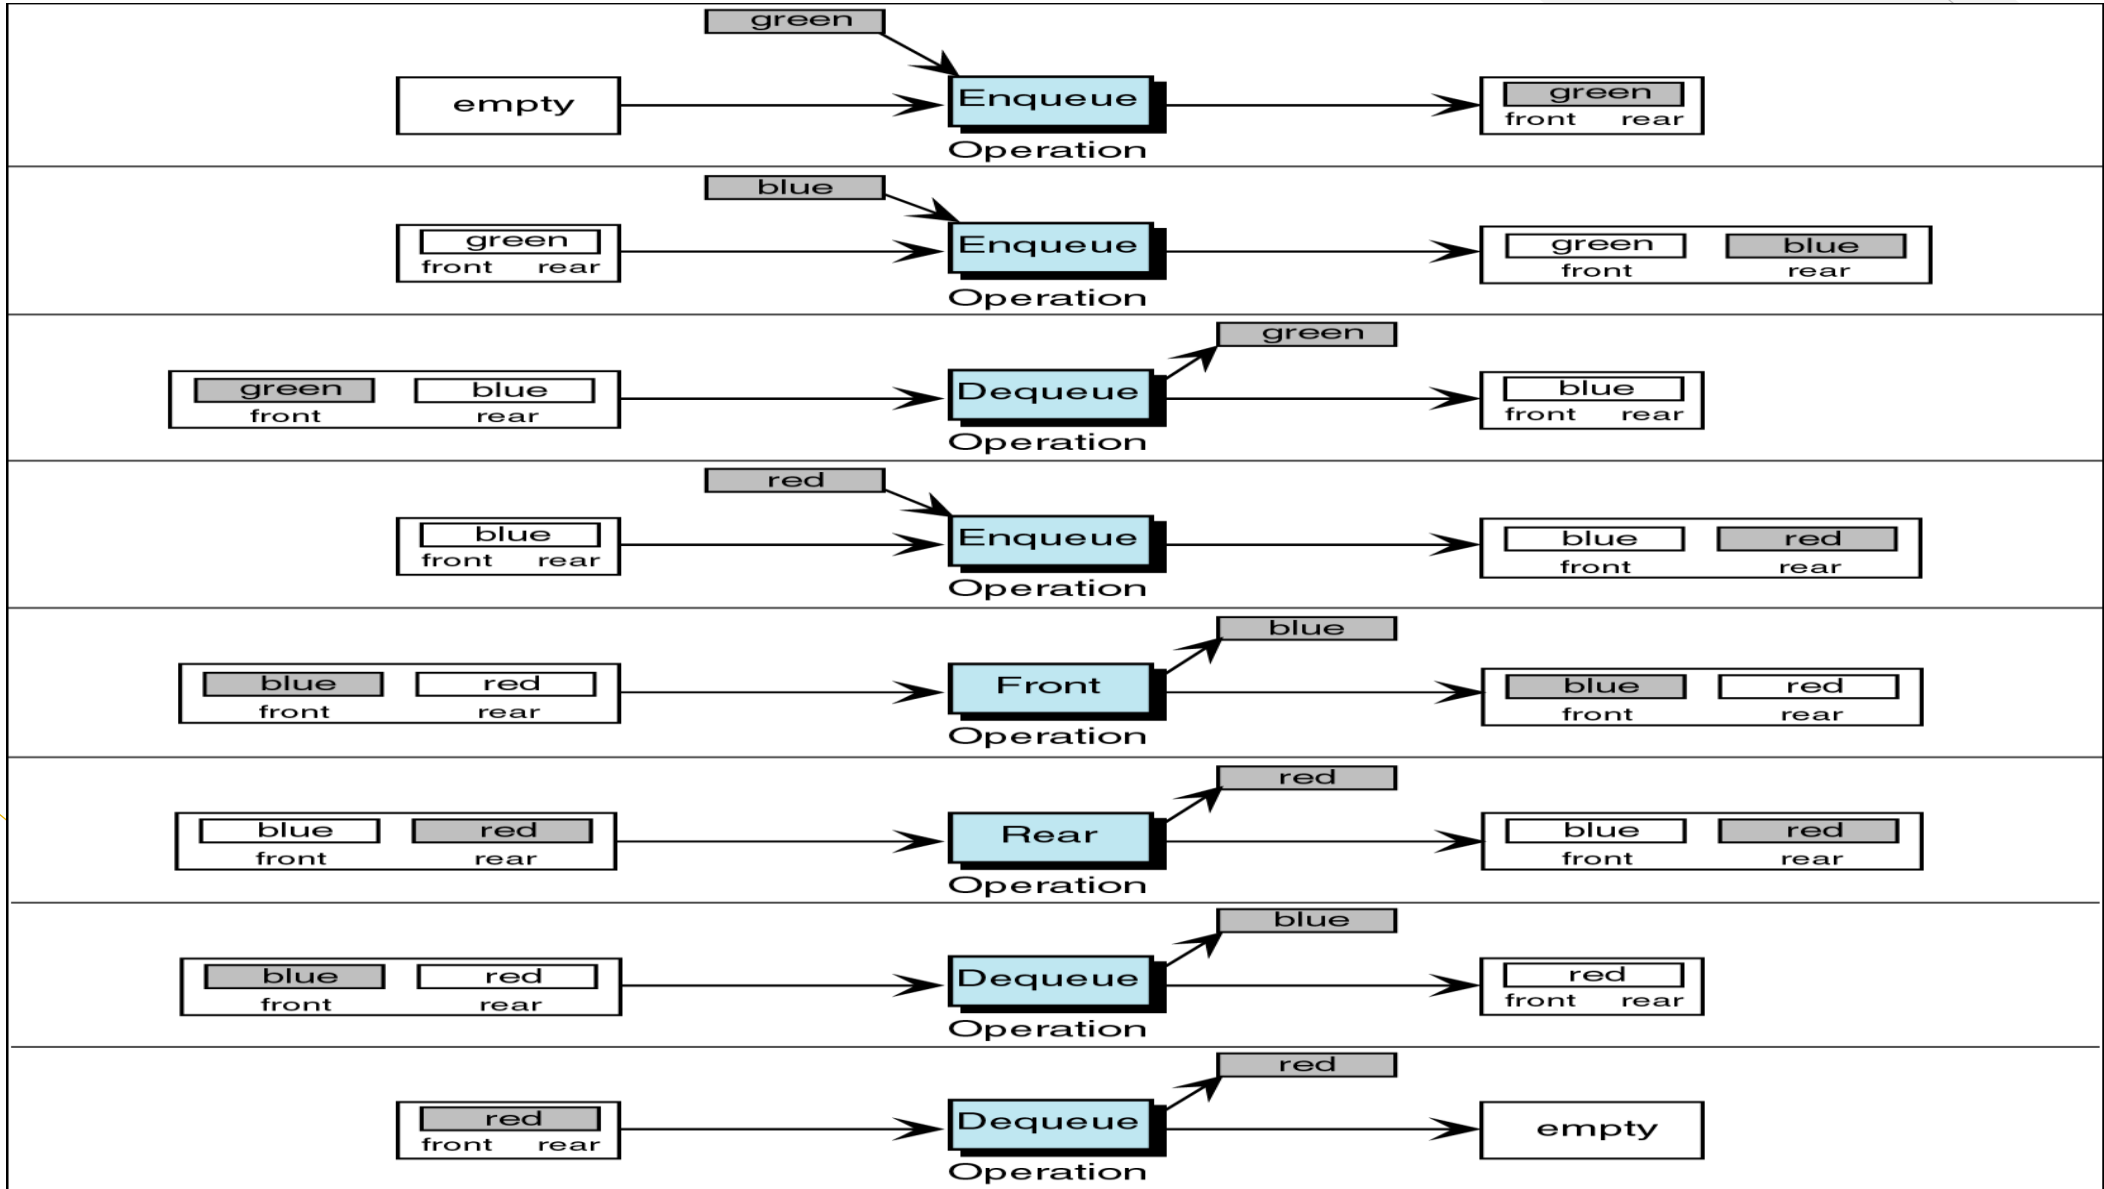 green
empty
Enqueue
green
front rear
Operation
blue
green
front rear
Enqueue
green blue
front rear
Operation
green
green blue
front rear
Dequeue
blue
front rear
Operation
red
blue
front rear
Enqueue
blue red
front rear
Operation
blue
blue red
front rear
Front
blue red
front rear
Operation
red
blue red
front rear
Rear
blue red
front rear
Operation
blue
blue red
front rear
Dequeue
red
front rear
Operation
red
red
front rear
Dequeue
empty
Operation